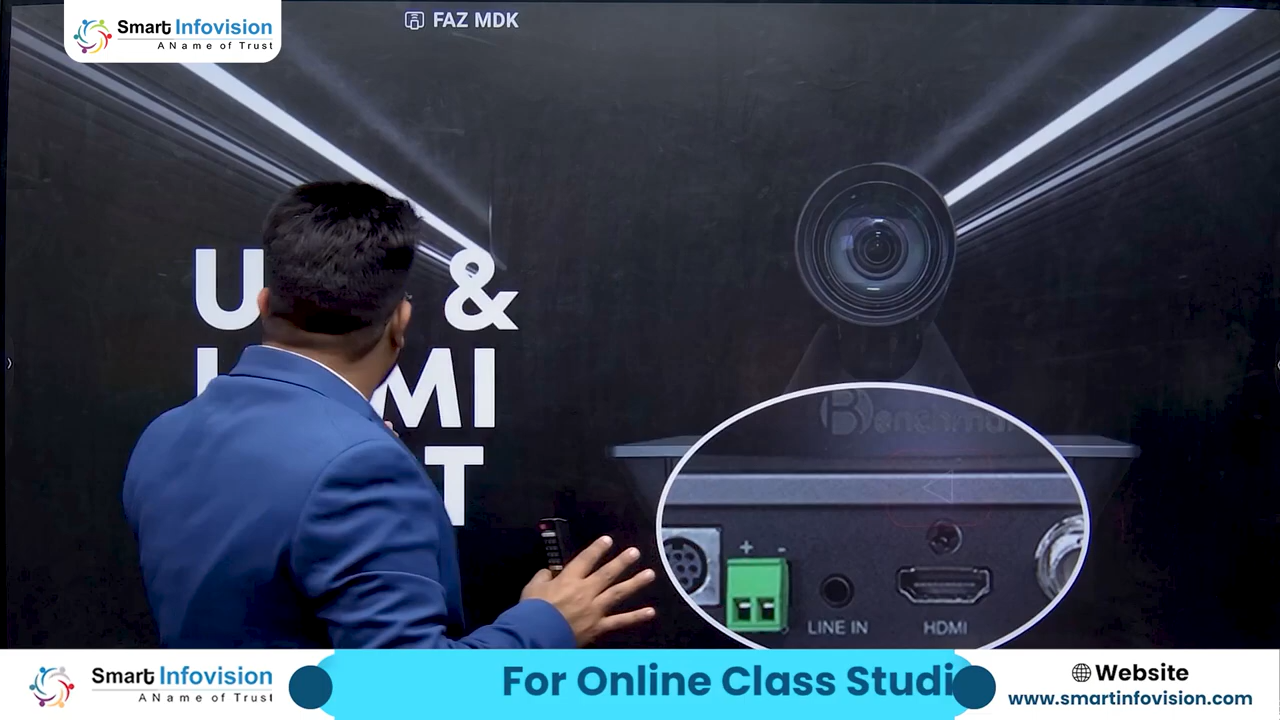 Smart Infovision
A Name of Trust
FAZ MDK
&
MI
T
Benchmark
+ -
LINE IN
HDMI
Smart Infovision
A Name of Trust
For Online Class Studi
Website
www.smartinfovision.com